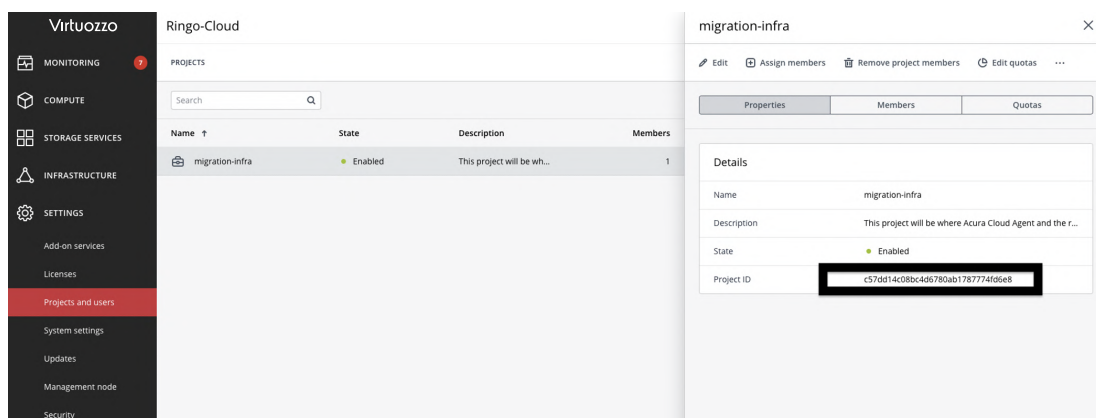 Virtuozzo
MONITORING 7
COMPUTE
STORAGE SERVICES
INFRASTRUCTURE
SETTINGS
Add-on services
Licenses
Projects and users
System settings
Updates
Management node
Security
Ringo-Cloud
PROJECTS
Search
Name ↑ State Description Members
migration-infra Enabled This project will be wh... 1
migration-infra
Edit Assign members Remove project members Edit quotas ...
Properties Members Quotas
Details
Name migration-infra
Description This project will be where Acura Cloud Agent and the r...
State Enabled
Project ID c57dd14c08bc4d6780ab1787774fd6e8